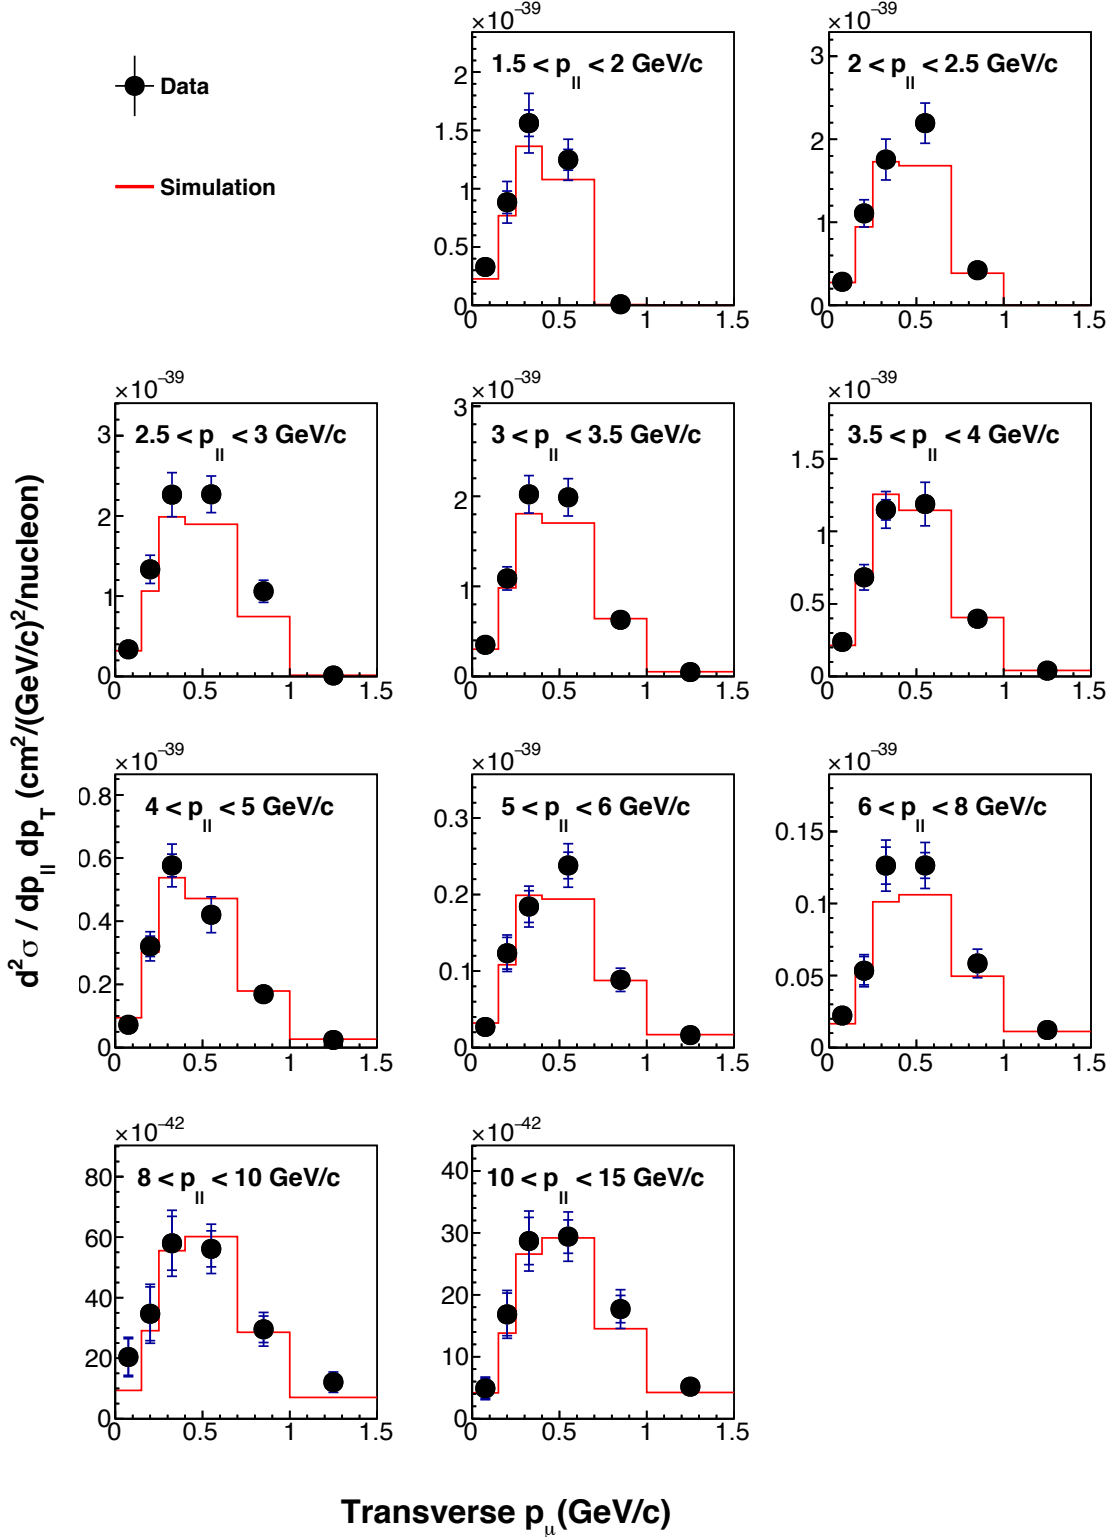 Data
Simulation
×10⁻³⁹
1.5 < p_|| < 2 GeV/c
2
1.5
1
0.5
0
0 0.5 1 1.5
×10⁻³⁹
2 < p_|| < 2.5 GeV/c
3
2
1
0
0 0.5 1 1.5
×10⁻³⁹
2.5 < p_|| < 3 GeV/c
3
2
1
0
0 0.5 1 1.5
×10⁻³⁹
3 < p_|| < 3.5 GeV/c
3
2
1
0
0 0.5 1 1.5
×10⁻³⁹
3.5 < p_|| < 4 GeV/c
1.5
1
0.5
0
0 0.5 1 1.5
d²σ / dp_|| dp_T (cm²/(GeV/c)²/nucleon)
×10⁻³⁹
4 < p_|| < 5 GeV/c
0.8
0.6
0.4
0.2
0
0 0.5 1 1.5
×10⁻³⁹
5 < p_|| < 6 GeV/c
0.3
0.2
0.1
0
0 0.5 1 1.5
×10⁻³⁹
6 < p_|| < 8 GeV/c
0.15
0.1
0.05
0
0 0.5 1 1.5
×10⁻⁴²
8 < p_|| < 10 GeV/c
80
60
40
20
0
0 0.5 1 1.5
×10⁻⁴²
10 < p_|| < 15 GeV/c
40
30
20
10
0
0 0.5 1 1.5
Transverse p_μ (GeV/c)